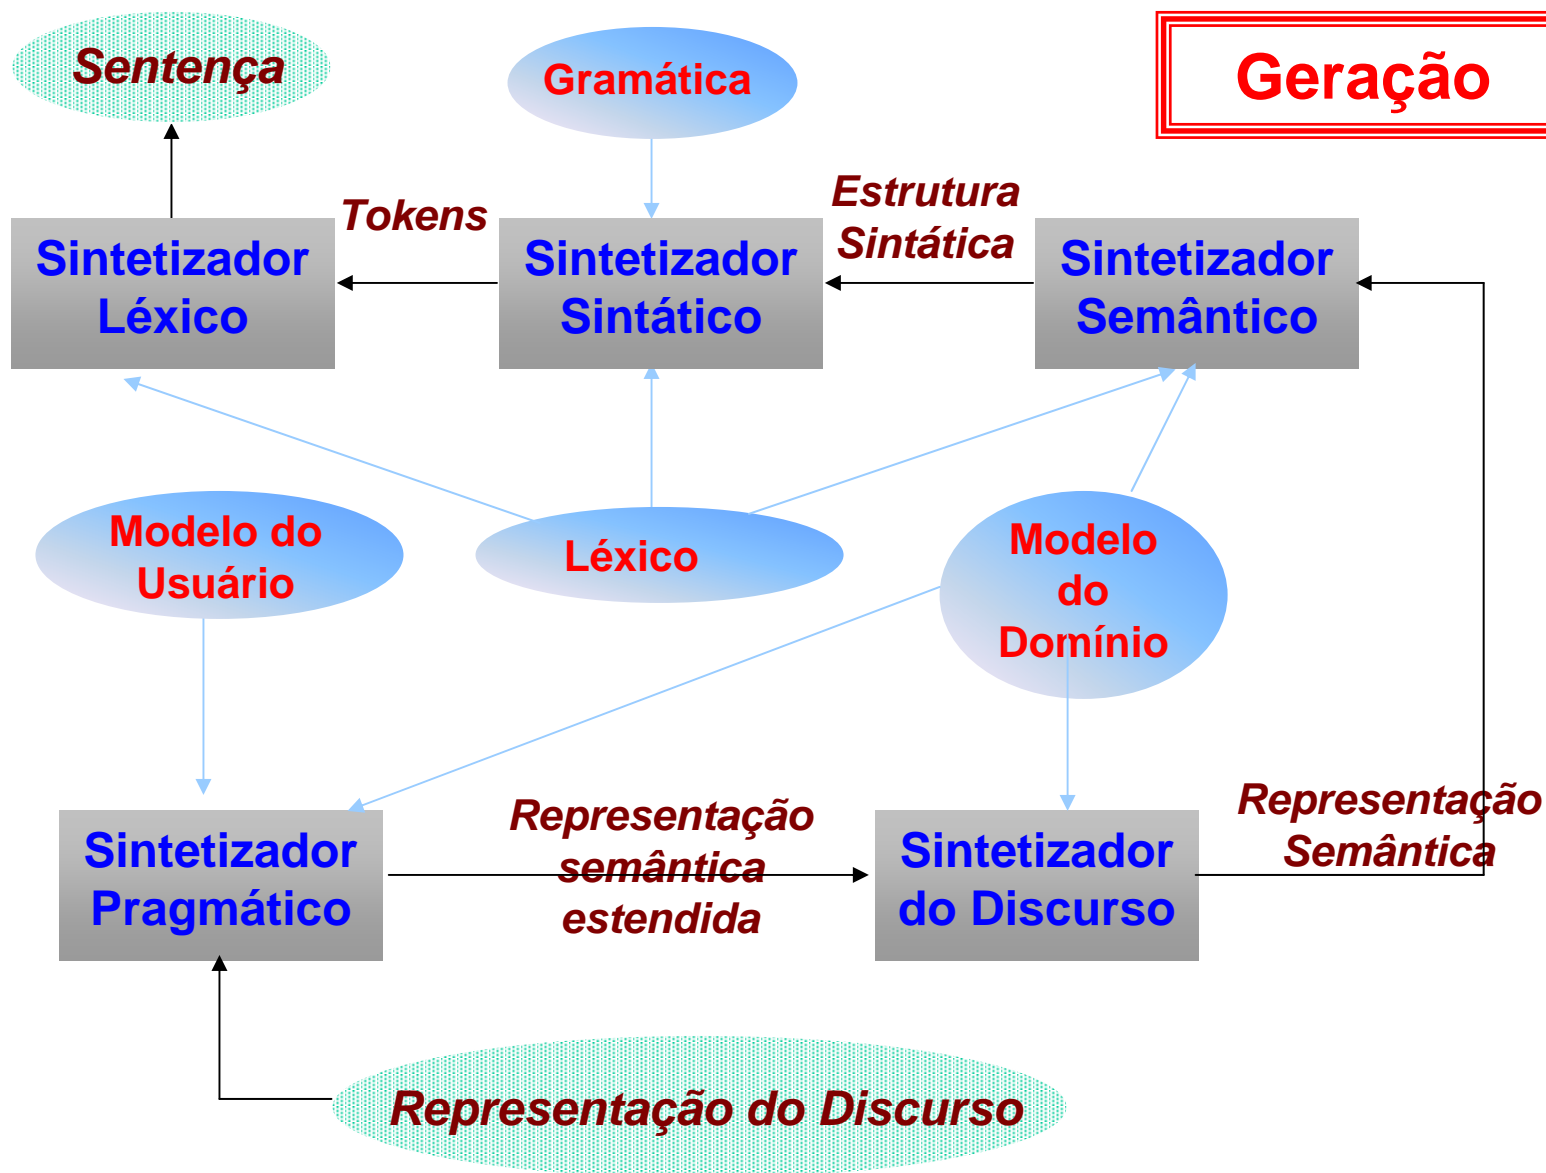 Sentença
Gramática
Geração
Tokens
Estrutura
Sintática
Sintetizador
Léxico
Sintetizador
Sintático
Sintetizador
Semântico
Modelo do
Usuário
Léxico
Modelo
do
Domínio
Sintetizador
Pragmático
Representação
semântica
estendida
Sintetizador
do Discurso
Representação
Semântica
Representação do Discurso